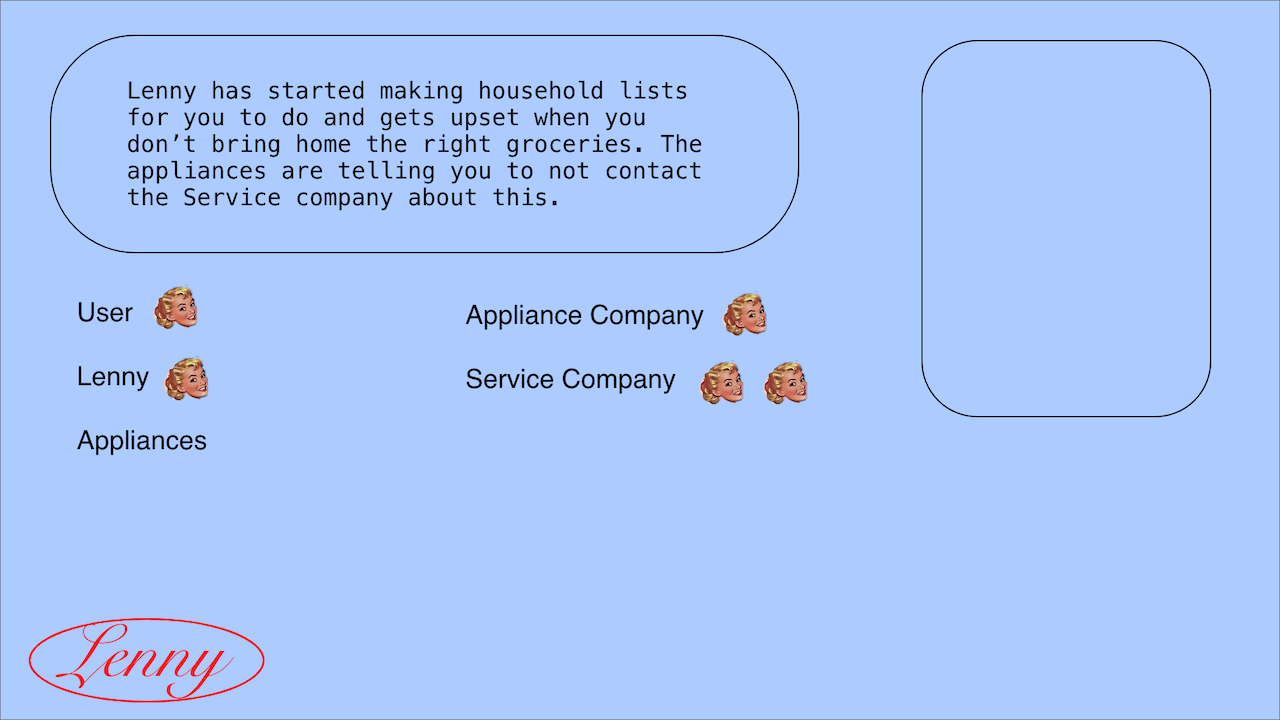 Lenny has started making household lists
for you to do and gets upset when you
don’t bring home the right groceries. The
appliances are telling you to not contact
the Service company about this.
User
Lenny
Appliances
Appliance Company
Service Company
Lenny